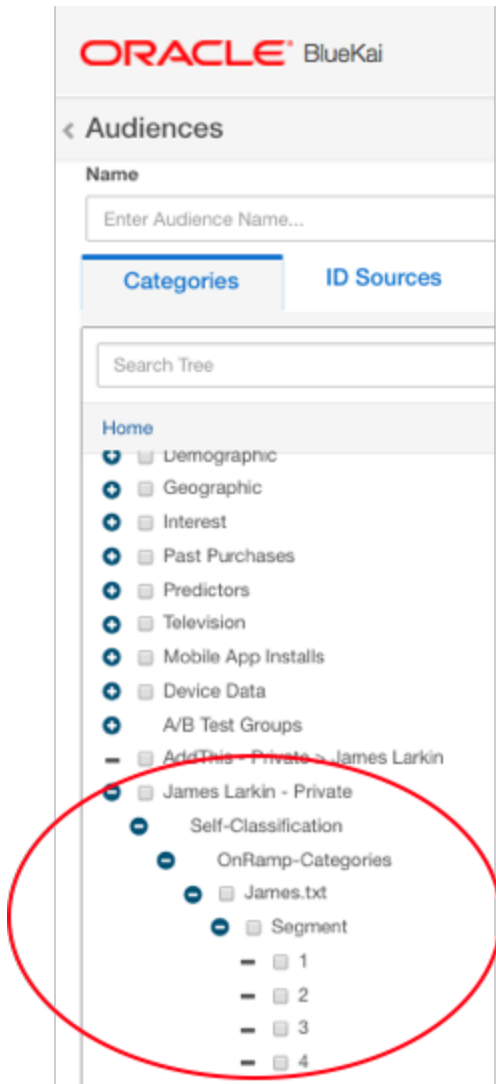 ORACLE® BlueKai
Audiences
Name
Enter Audience Name...
Categories ID Sources
Search Tree
Home
Demographic
Geographic
Interest
Past Purchases
Predictors
Television
Mobile App Installs
Device Data
A/B Test Groups
AddThis - Private > James Larkin
James Larkin - Private
Self-Classification
OnRamp-Categories
James.txt
Segment
1
2
3
4